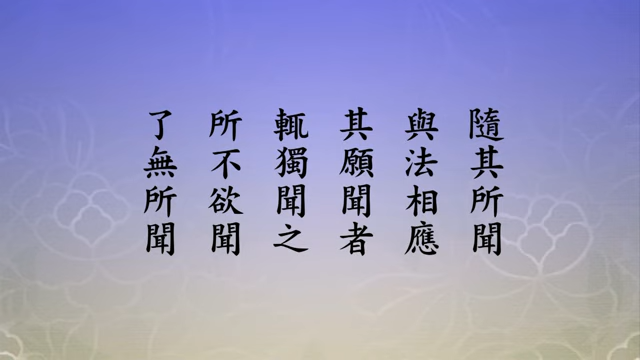 隨其所聞
與法相應
其願聞者
輒獨聞之
所不欲聞
了無所聞